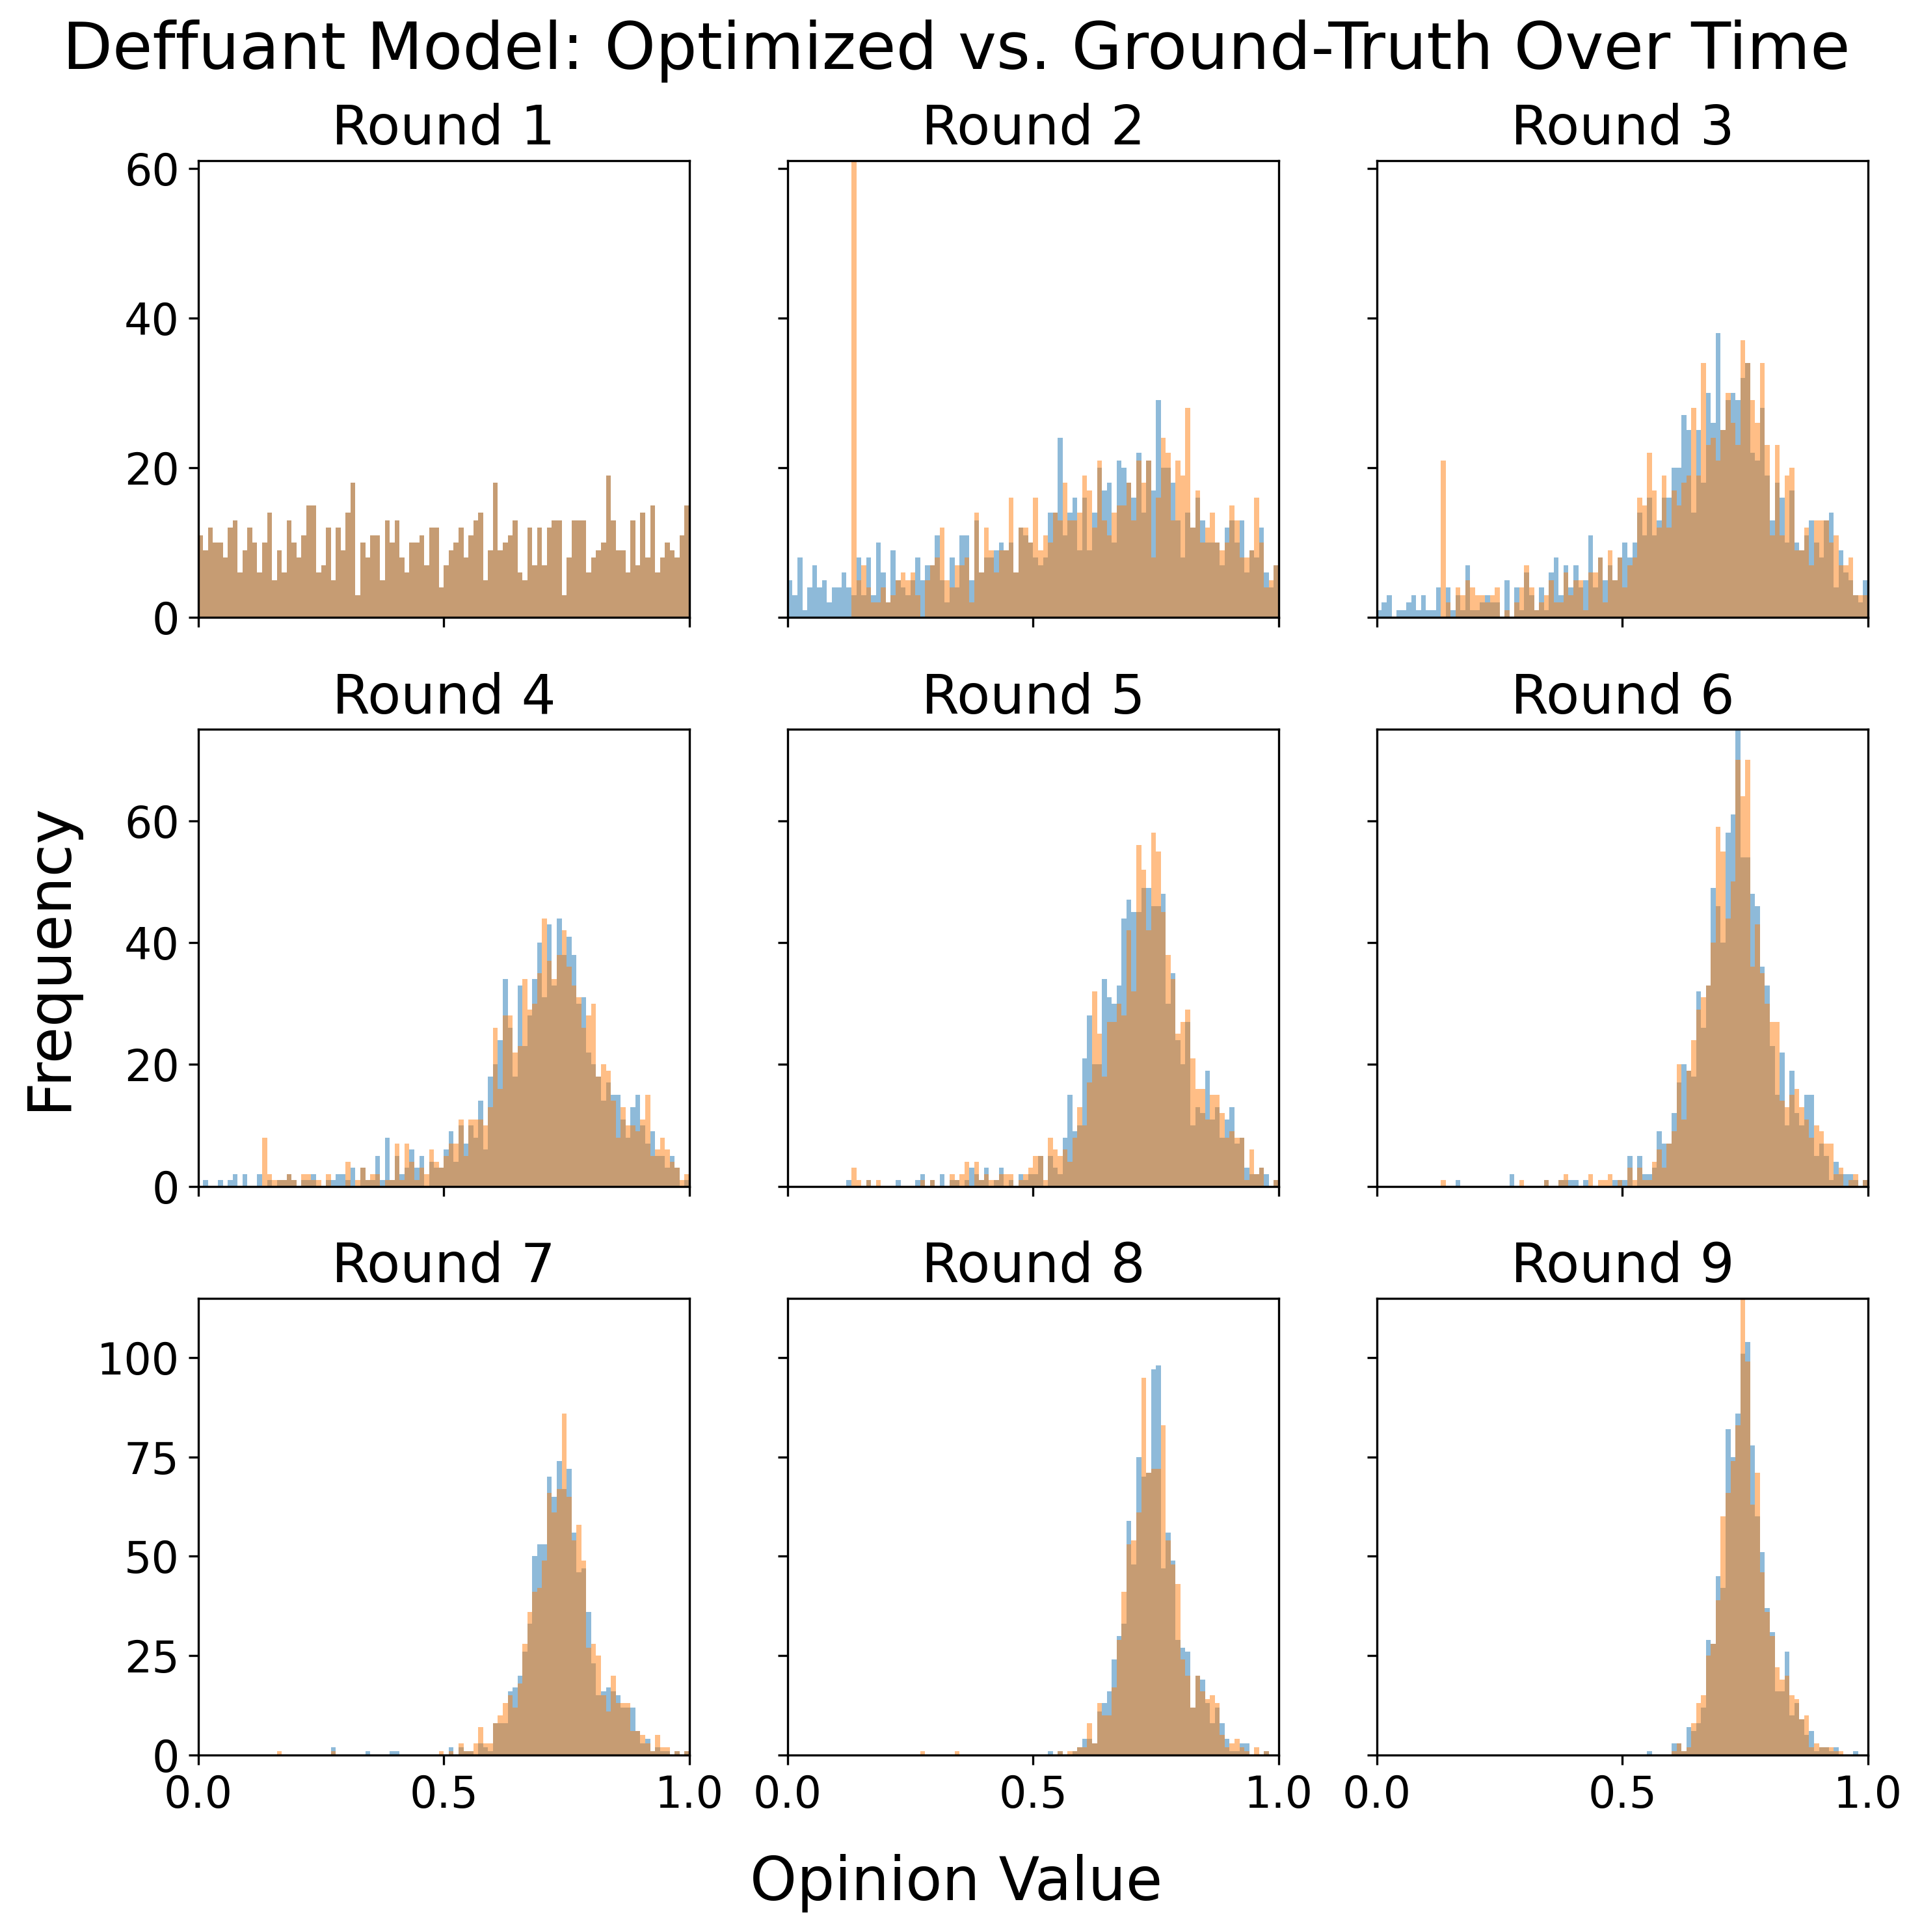 Deffuant Model: Optimized vs. Ground-Truth Over Time
Round 1
Round 2
Round 3
60
40
20
0
Round 4
Round 5
Round 6
60
40
20
0
Frequency
Round 7
Round 8
Round 9
100
75
50
25
0
0.0 0.5 1.0
0.0 0.5 1.0
0.0 0.5 1.0
Opinion Value